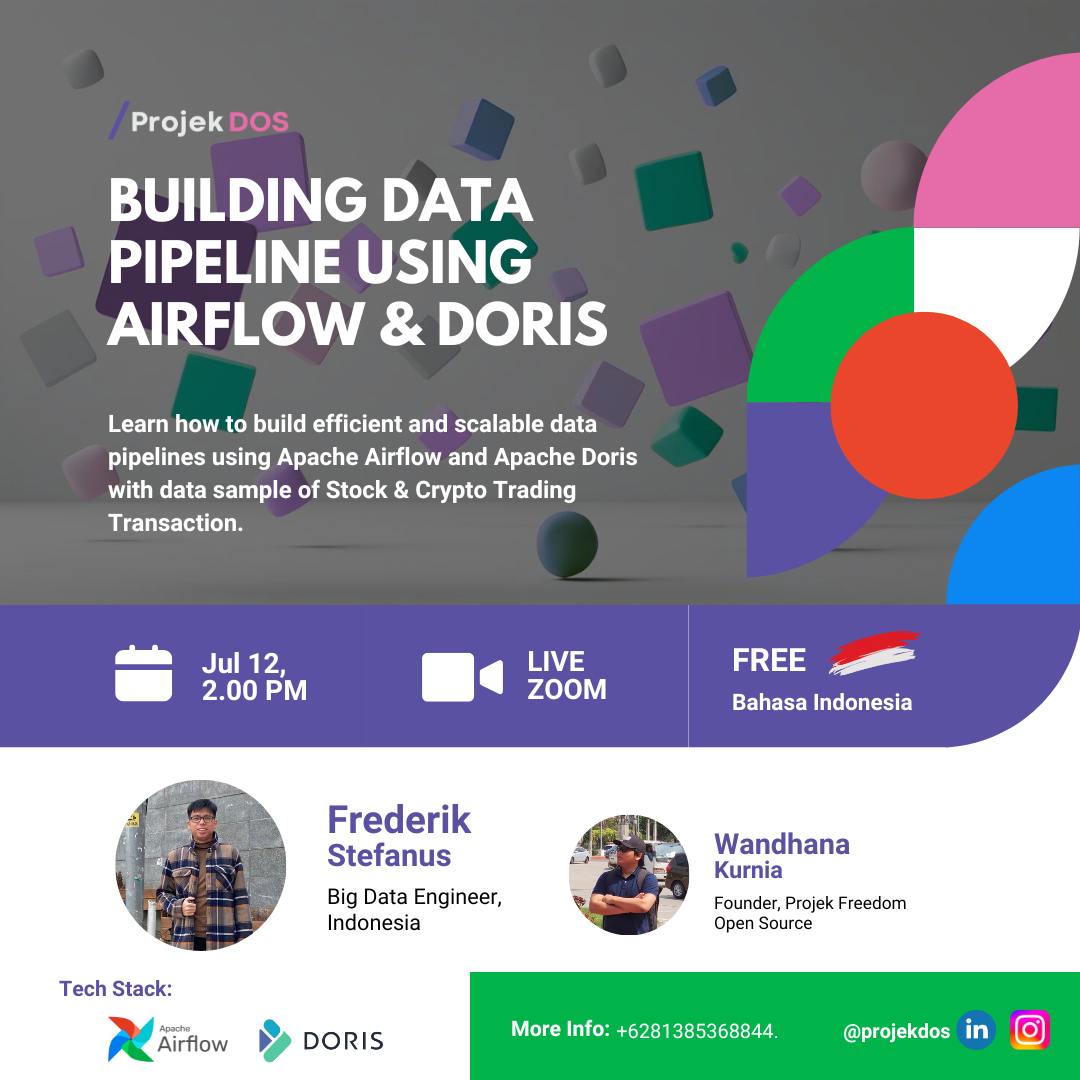 Projek DOS
BUILDING DATA
PIPELINE USING
AIRFLOW & DORIS
Learn how to build efficient and scalable data
pipelines using Apache Airflow and Apache Doris
with data sample of Stock & Crypto Trading
Transaction.
Jul 12,
2.00 PM
LIVE
ZOOM
FREE
Bahasa Indonesia
Frederik
Stefanus
Big Data Engineer,
Indonesia
Wandhana
Kurnia
Founder, Projek Freedom
Open Source
Tech Stack:
Apache
Airflow
DORIS
More Info: +6281385368844.
@projekdos
in